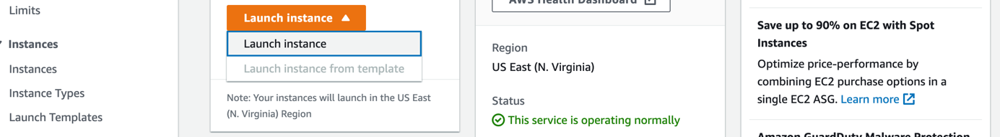 Limits
Instances
Instances
Instance Types
Launch Templates
Launch instance
Launch instance
Launch instance from template
Note: Your instances will launch in the US East
(N. Virginia) Region
AWS Health Dashboard
Region
US East (N. Virginia)
Status
This service is operating normally
Save up to 90% on EC2 with Spot
Instances
Optimize price-performance by
combining EC2 purchase options in a
single EC2 ASG. Learn more
Amazon GuardDuty Malware Protection